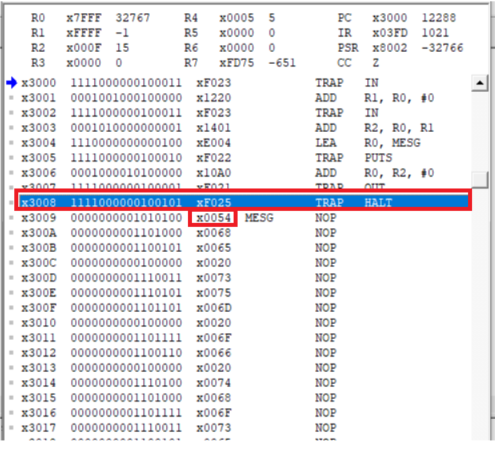 R0 x7FFF 32767 R4 x0005 5 PC x3000 12288
R1 xFFFF -1 R5 x0000 0 IR x03FD 1021
R2 x000F 15 R6 x0000 0 PSR x8002 -32766
R3 x0000 0 R7 xFD75 -651 CC Z
x3000 1111000000100011 xF023 TRAP IN
x3001 0001001000100000 x1220 ADD R1, R0, #0
x3002 1111000000100011 xF023 TRAP IN
x3003 0001010000000001 x1401 ADD R2, R0, R1
x3004 1110000000000100 xE004 LEA R0, MESG
x3005 1111000000100010 xF022 TRAP PUTS
x3006 0001000010100000 x10A0 ADD R0, R2, #0
x3007 1111000000100001 xF021 TRAP OUT
x3008 1111000000100101 xF025 TRAP HALT
x3009 0000000001010100 x0054 MESG NOP
x300A 0000000001101000 x0068 NOP
x300B 0000000001100101 x0065 NOP
x300C 0000000000100000 x0020 NOP
x300D 0000000001110011 x0073 NOP
x300E 0000000001110101 x0075 NOP
x300F 0000000001101101 x006D NOP
x3010 0000000000100000 x0020 NOP
x3011 0000000001101111 x006F NOP
x3012 0000000001100110 x0066 NOP
x3013 0000000000100000 x0020 NOP
x3014 0000000001110100 x0074 NOP
x3015 0000000001101000 x0068 NOP
x3016 0000000001101111 x006F NOP
x3017 0000000001110011 x0073 NOP